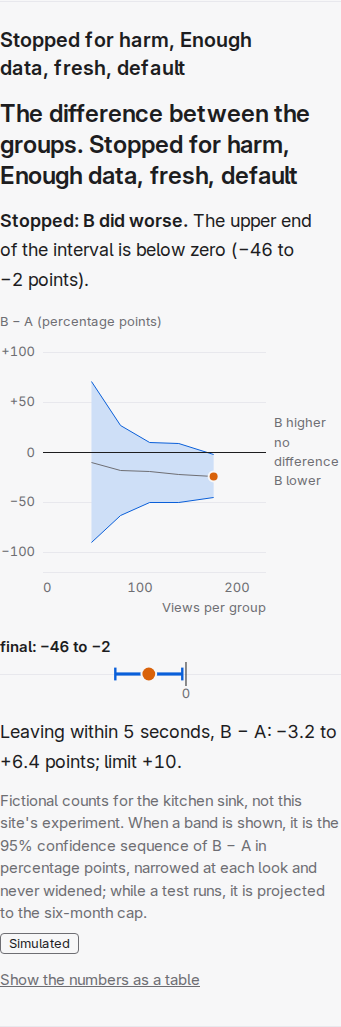 Stopped for harm, Enough
data, fresh, default
The difference between the
groups. Stopped for harm,
Enough data, fresh, default
Stopped: B did worse. The upper end
of the interval is below zero (−46 to
−2 points).
B − A (percentage points)
+100
+50
0
−50
−100
B higher
no
difference
B lower
0
100
200
Views per group
final: −46 to −2
0
Leaving within 5 seconds, B − A: −3.2 to
+6.4 points; limit +10.
Fictional counts for the kitchen sink, not this
site's experiment. When a band is shown, it is the
95% confidence sequence of B − A in
percentage points, narrowed at each look and
never widened; while a test runs, it is projected
to the six-month cap.
Simulated
Show the numbers as a table